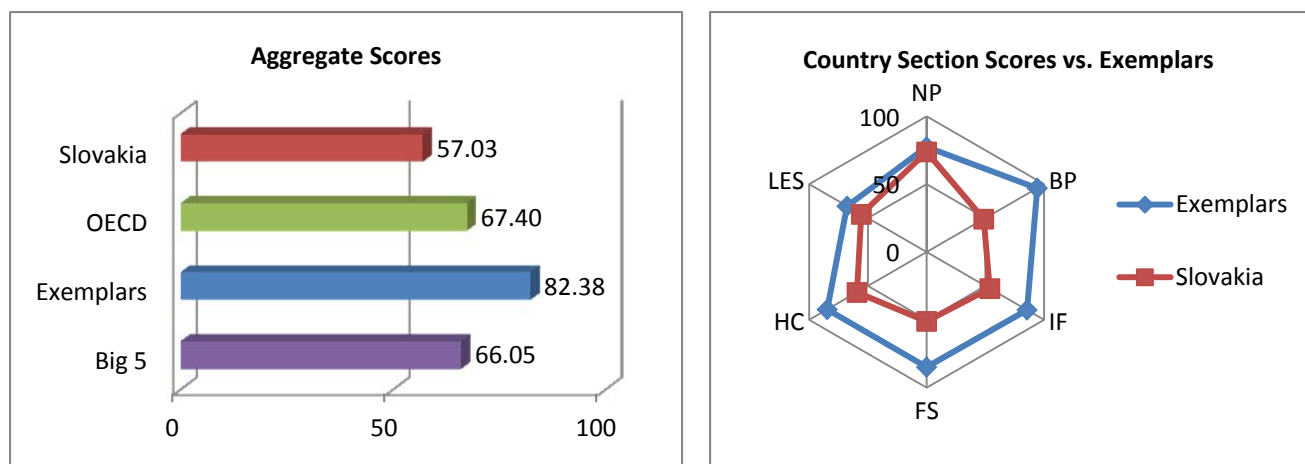 Aggregate Scores
Slovakia
57.03
OECD
67.40
Exemplars
82.38
Big 5
66.05
0
50
100
Country Section Scores vs. Exemplars
NP
100
LES
50
BP
0
HC
IF
FS
Exemplars
Slovakia